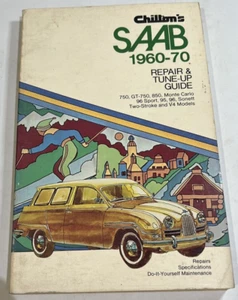 Chilton's
SAAB
1960-70
REPAIR &
TUNE-UP
GUIDE
750, GT-750, 850, Monte Carlo
96 Sport, 95, 96, Sonett
Two-Stroke and V4 Models
Repairs
Specifications
Do-It-Yourself Maintenance